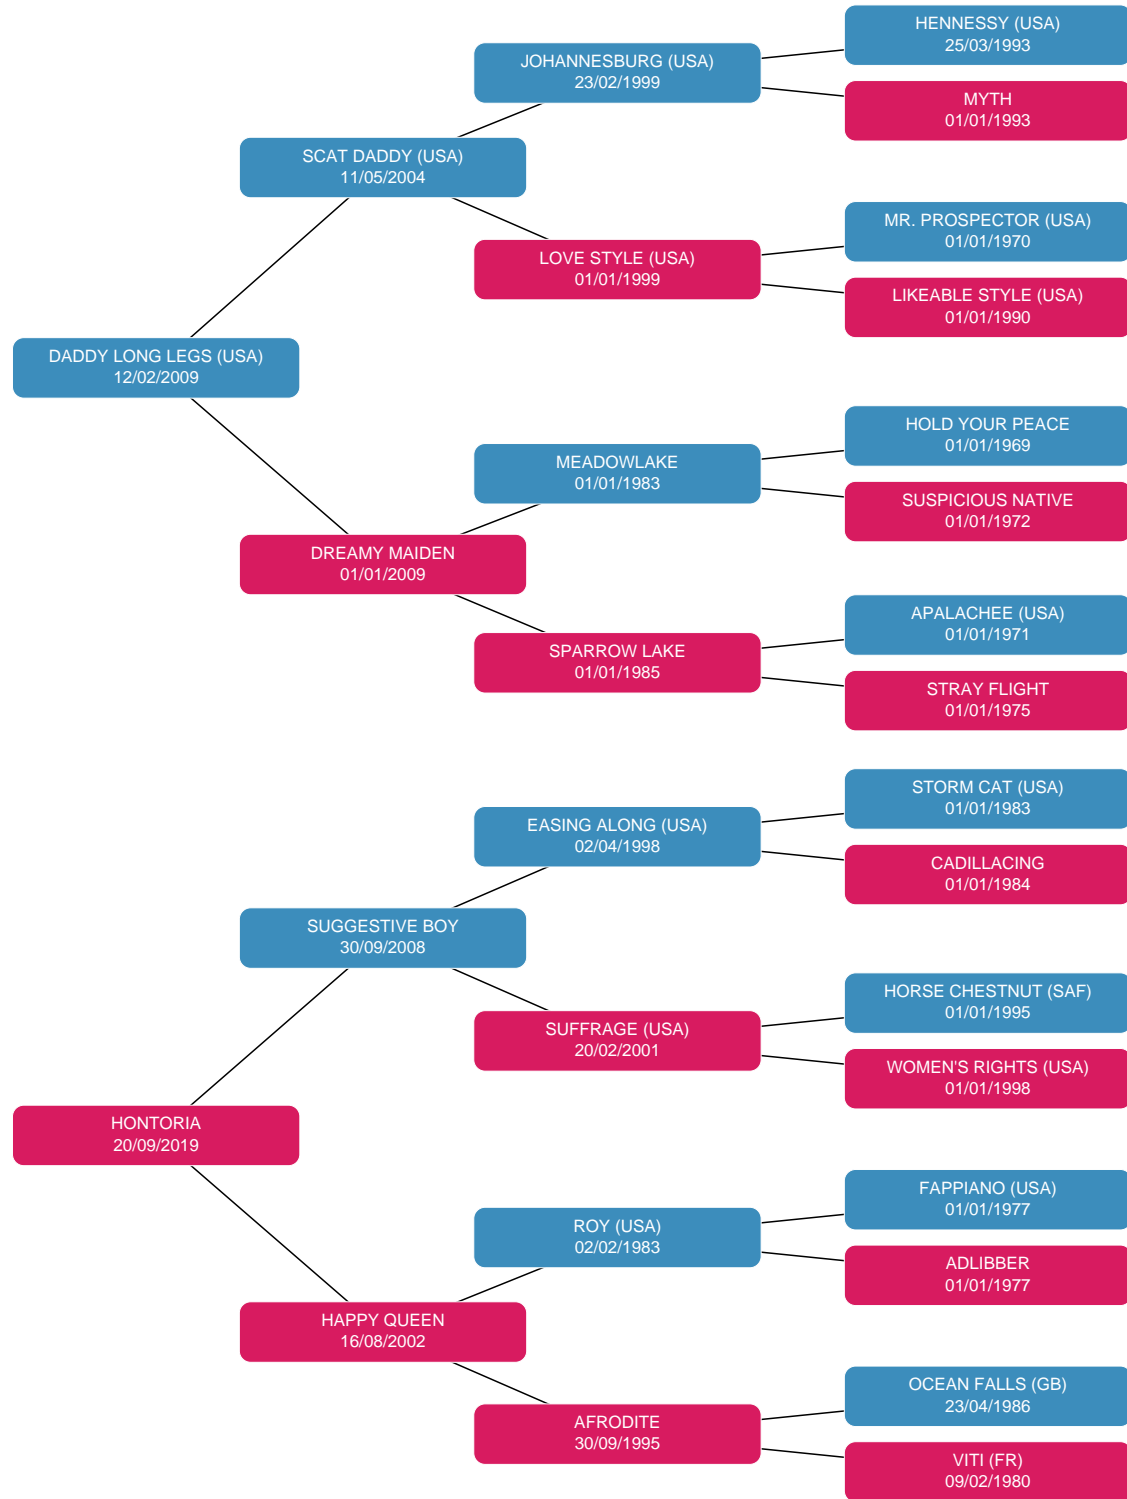 HENNESSY (USA)
25/03/1993
JOHANNESBURG (USA)
23/02/1999
MYTH
01/01/1993
SCAT DADDY (USA)
11/05/2004
MR. PROSPECTOR (USA)
01/01/1970
LOVE STYLE (USA)
01/01/1999
LIKEABLE STYLE (USA)
01/01/1990
DADDY LONG LEGS (USA)
12/02/2009
HOLD YOUR PEACE
01/01/1969
MEADOWLAKE
01/01/1983
SUSPICIOUS NATIVE
01/01/1972
DREAMY MAIDEN
01/01/2009
APALACHEE (USA)
01/01/1971
SPARROW LAKE
01/01/1985
STRAY FLIGHT
01/01/1975
STORM CAT (USA)
01/01/1983
EASING ALONG (USA)
02/04/1998
CADILLACING
01/01/1984
SUGGESTIVE BOY
30/09/2008
HORSE CHESTNUT (SAF)
01/01/1995
SUFFRAGE (USA)
20/02/2001
WOMEN'S RIGHTS (USA)
01/01/1998
HONTORIA
20/09/2019
FAPPIANO (USA)
01/01/1977
ROY (USA)
02/02/1983
ADLIBBER
01/01/1977
HAPPY QUEEN
16/08/2002
OCEAN FALLS (GB)
23/04/1986
AFRODITE
30/09/1995
VITI (FR)
09/02/1980